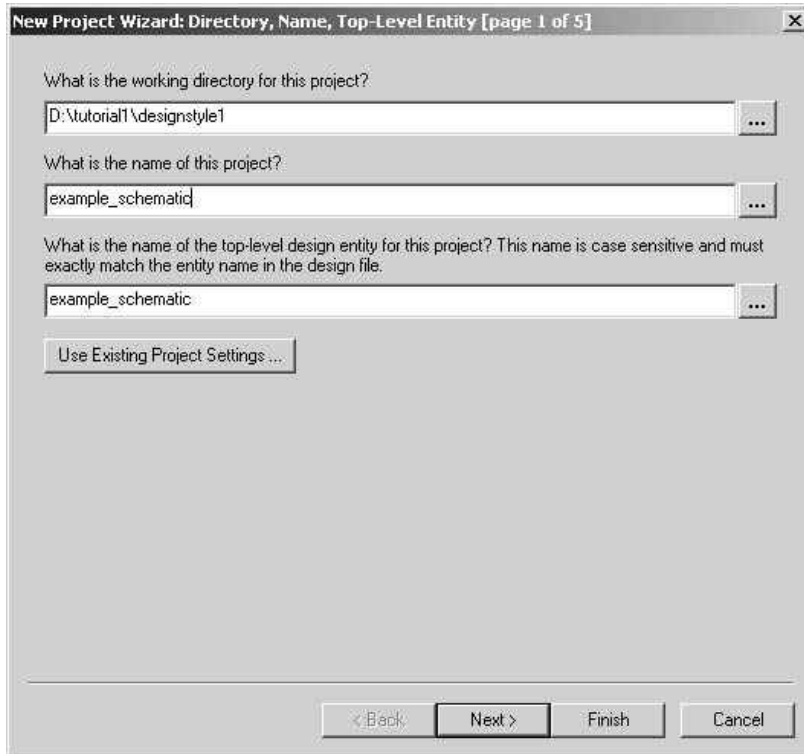 New Project Wizard: Directory, Name, Top-Level Entity [page 1 of 5]
What is the working directory for this project?
D:\tutorial1\designstyle1
...
What is the name of this project?
example_schematic
...
What is the name of the top-level design entity for this project? This name is case sensitive and must
exactly match the entity name in the design file.
example_schematic
...
Use Existing Project Settings ...
< Back
Next >
Finish
Cancel